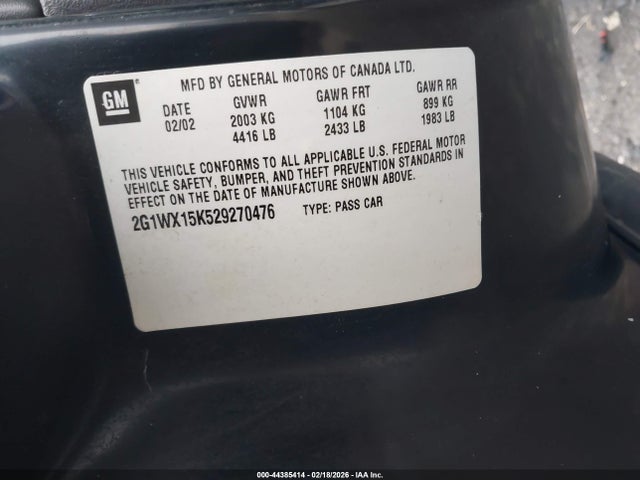 GM
MFD BY GENERAL MOTORS OF CANADA LTD.
DATE GVWR GAWR FRT GAWR RR
02/02 2003 KG 1104 KG 899 KG
4416 LB 2433 LB 1983 LB
THIS VEHICLE CONFORMS TO ALL APPLICABLE U.S. FEDERAL MOTOR
VEHICLE SAFETY, BUMPER, AND THEFT PREVENTION STANDARDS IN
EFFECT ON THE DATE OF MANUFACTURE SHOWN ABOVE.
2G1WX15K529270476 TYPE: PASS CAR
000-44385414 - 02/18/2026 - IAA Inc.